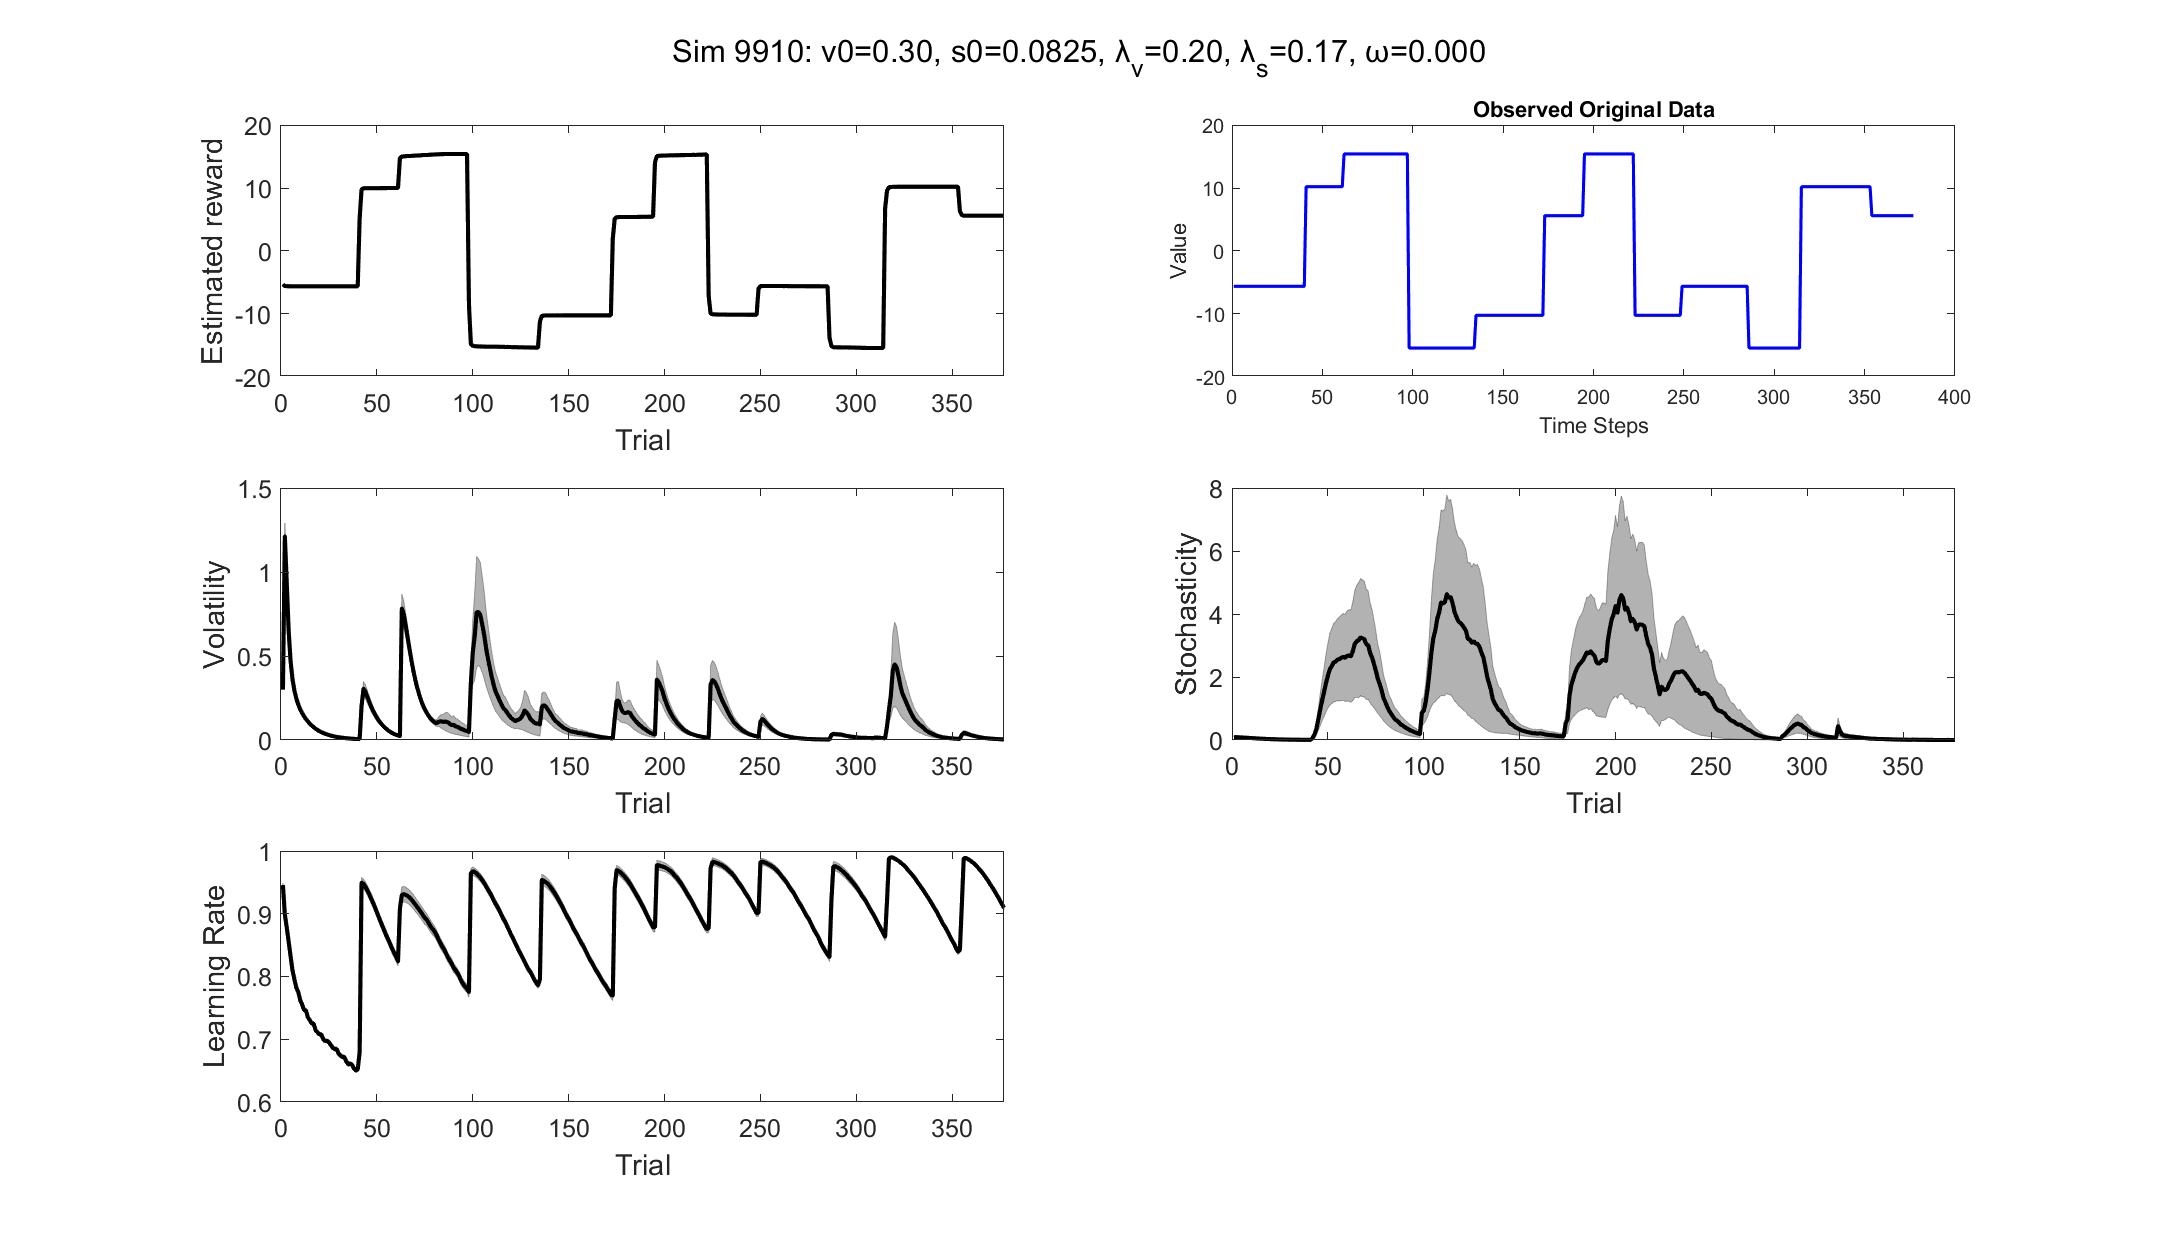 Sim 9910: v0=0.30, s0=0.0825, λ_v=0.20, λ_s=0.17, ω=0.000
Estimated reward
20
10
0
-10
-20
0 50 100 150 200 250 300 350
Trial
Observed Original Data
Value
20
10
0
-10
-20
0 50 100 150 200 250 300 350 400
Time Steps
Volatility
1.5
1
0.5
0
0 50 100 150 200 250 300 350
Trial
Stochasticity
8
6
4
2
0
0 50 100 150 200 250 300 350
Trial
Learning Rate
1
0.9
0.8
0.7
0.6
0 50 100 150 200 250 300 350
Trial